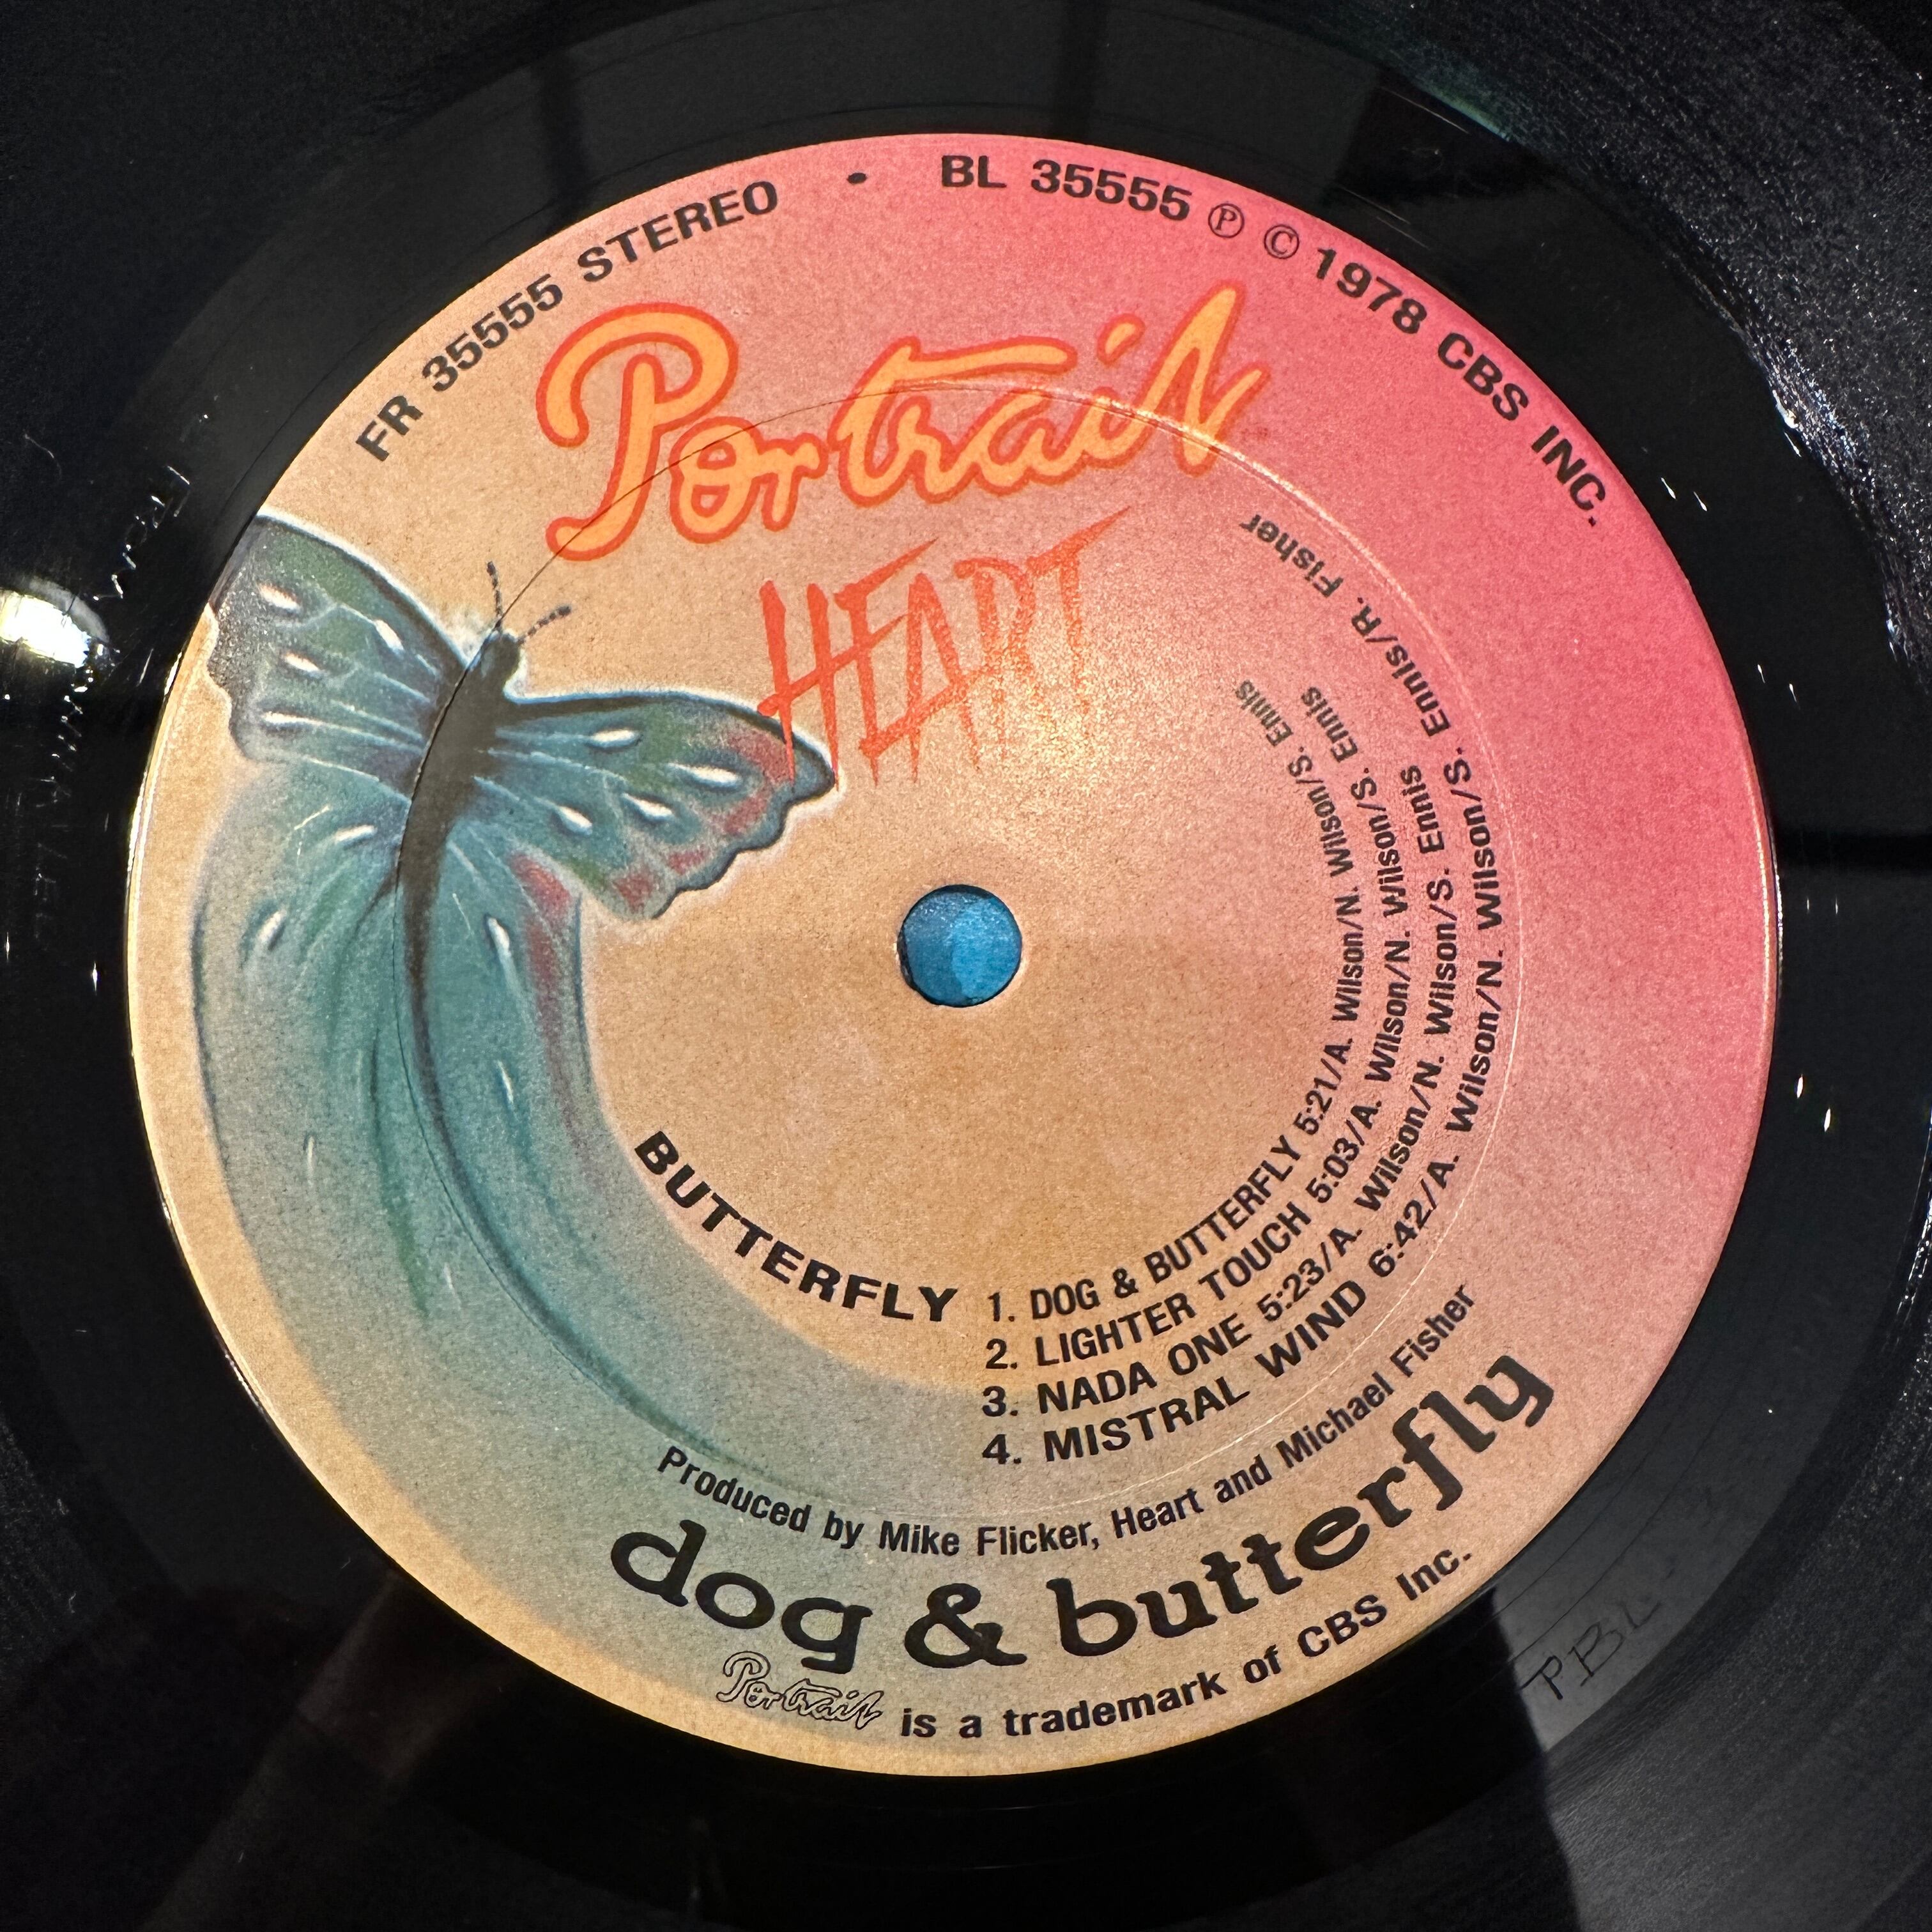 FR 35555 STEREO • BL 35555 ℗ © 1978 CBS INC.
Portrait
HEART
BUTTERFLY
1. DOG & BUTTERFLY 5:21/A. Wilson/N. Wilson/S. Ennis
2. LIGHTER TOUCH 5:03/A. Wilson/N. Wilson/S. Ennis
3. NADA ONE 5:23/A. Wilson/N. Wilson/S. Ennis
4. MISTRAL WIND 6:42/A. Wilson/N. Wilson/S. Ennis/R. Fisher
Produced by Mike Flicker, Heart and Michael Fisher
dog & butterfly
Portrait is a trademark of CBS Inc.